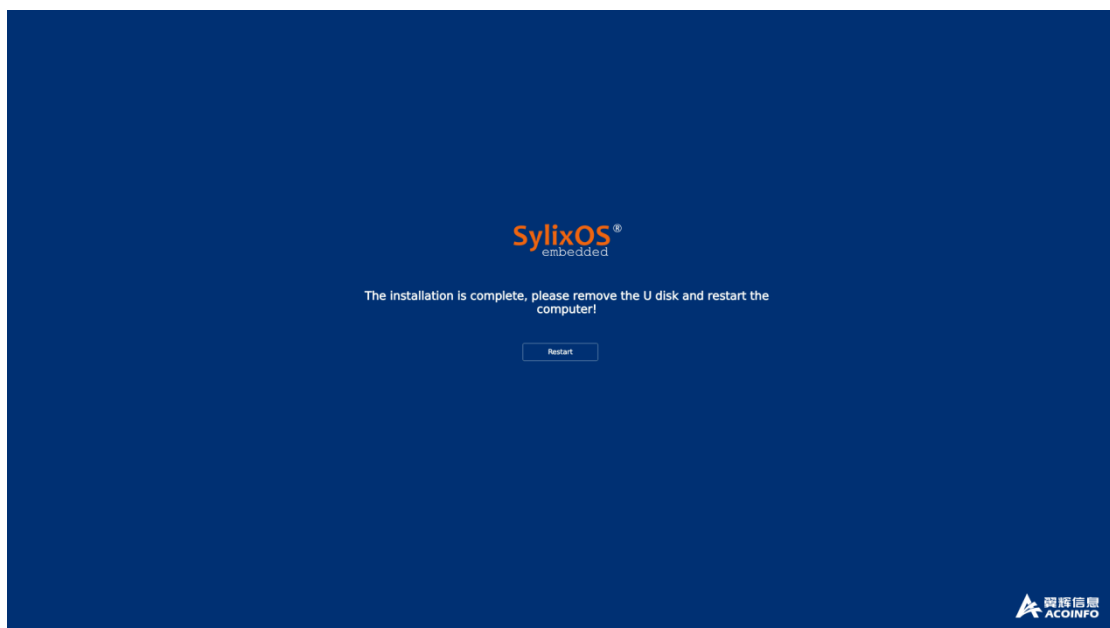 SylixOS®
embedded
The installation is complete, please remove the U disk and restart the
computer!
Restart
翼辉信息
ACOINFO